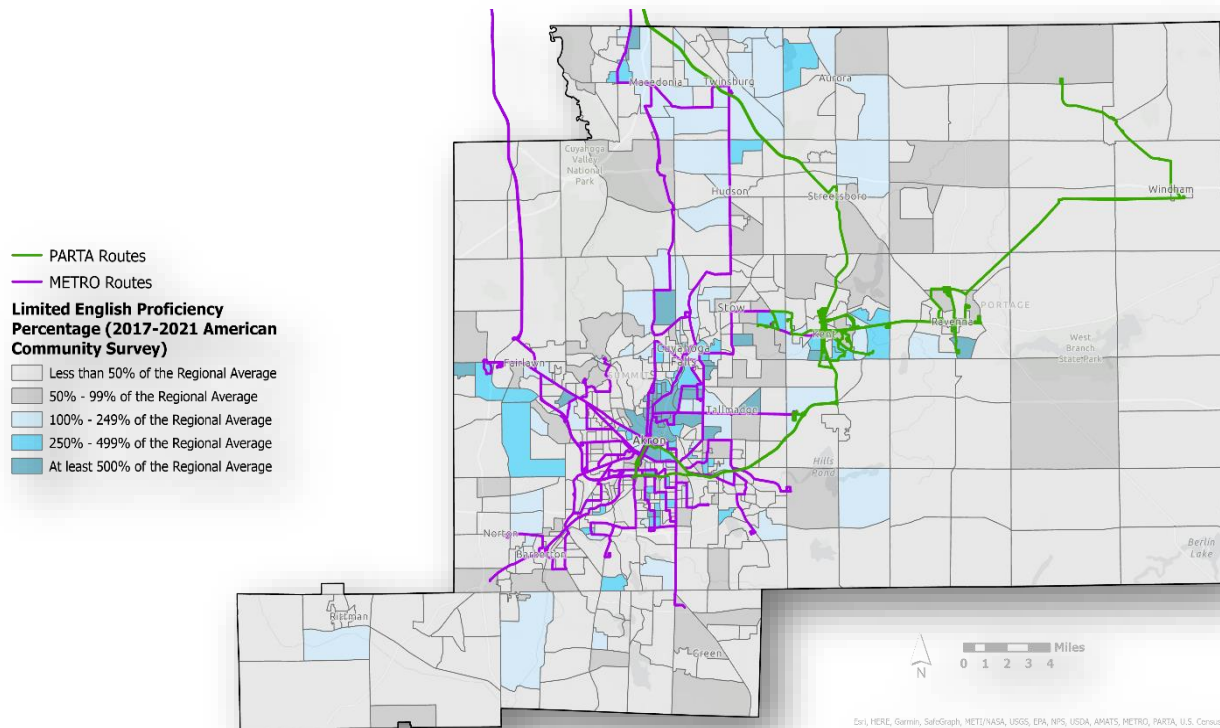 PARTA Routes
METRO Routes
Limited English Proficiency
Percentage (2017-2021 American
Community Survey)
Less than 50% of the Regional Average
50% - 99% of the Regional Average
100% - 249% of the Regional Average
250% - 499% of the Regional Average
At least 500% of the Regional Average
Macedonia
Twinsburg
Aurora
Cuyahoga
Valley
National
Park
Hudson
Streetsboro
Windham
Stow
Kent
Ravenna
PORTAGE
West
Branch
State Park
Fairlawn
Cuyahoga
Falls
SUMMIT
Tallmadge
Akron
Hills
Pond
Norton
Barberton
Berlin
Lake
Rittman
Green
N
Miles
0 1 2 3 4
Esri, HERE, Garmin, SafeGraph, METI/NASA, USGS, EPA, NPS, USDA, AMATS, METRO, PARTA, U.S. Census